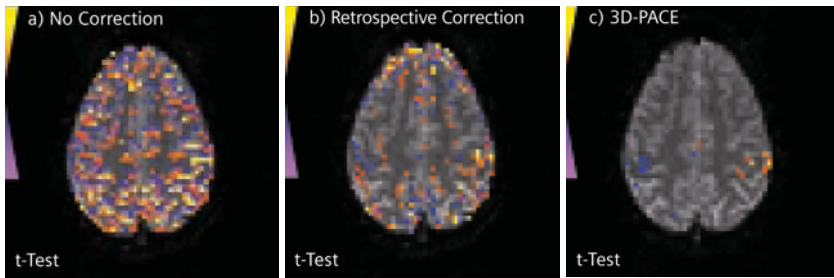 a) No Correction
b) Retrospective Correction
c) 3D-PACE
t-Test
t-Test
t-Test